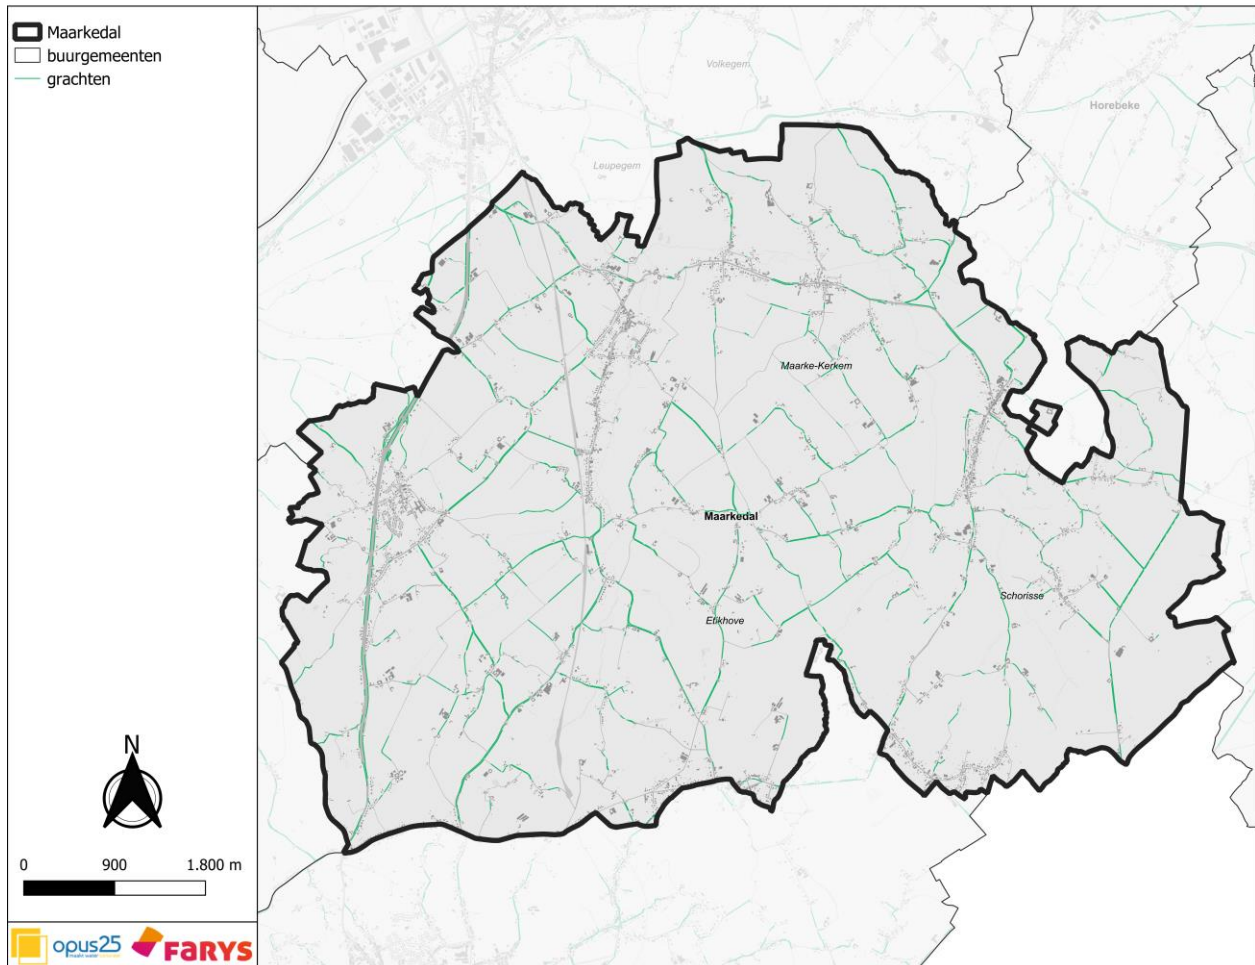 Maarkedal
buurgemeenten
grachten
Volkegem
Horebeke
Leupegem
Maarke-Kerkem
Maarkedal
Schorisse
Etikhove
N
0 900 1.800 m
opus25
FARYS